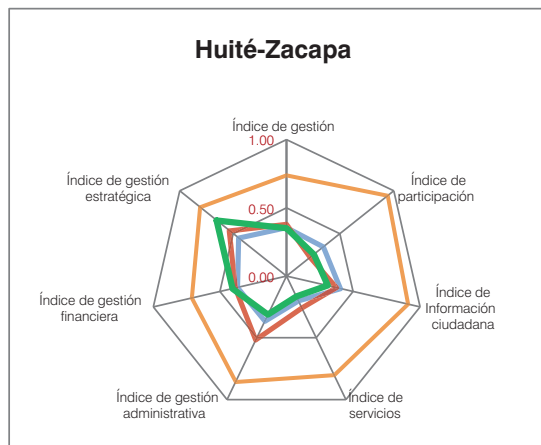 Huité-Zacapa
Índice de gestión
1.00
Índice de gestión
estratégica
Índice de
participación
0.50
0.00
Índice de gestión
financiera
Índice de
Información
ciudadana
Índice de gestión
administrativa
Índice de
servicios